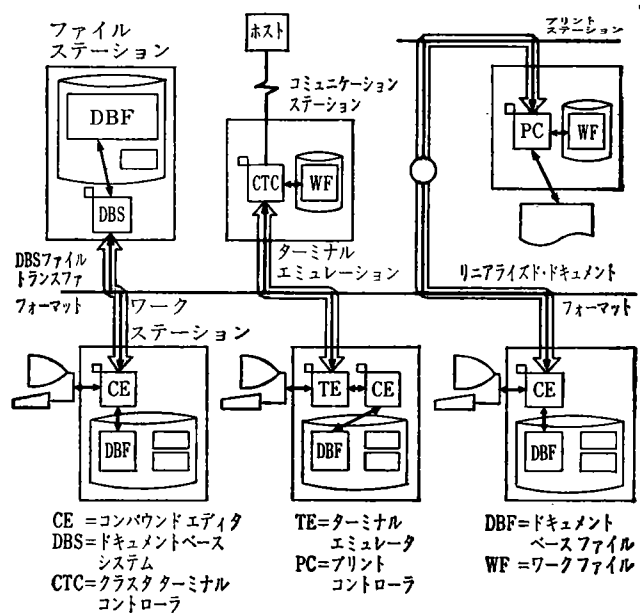 ファイル
ステーション
DBF
DBS
DBSファイル
トランスファ
フォーマット
ホスト
コミュニケーション
ステーション
CTC
WF
ターミナル
エミュレーション
プリント
ステーション
PC
WF
リニアライズド・ドキュメント
フォーマット
ワーク
ステーション
CE
DBF
TE
CE
DBF
CE
DBF
CE =コンパウンドエディタ
DBS=ドキュメントベース
システム
CTC=クラスタターミナル
コントローラ
TE=ターミナル
エミュレータ
PC=プリント
コントローラ
DBF=ドキュメント
ベースファイル
WF =ワークファイル